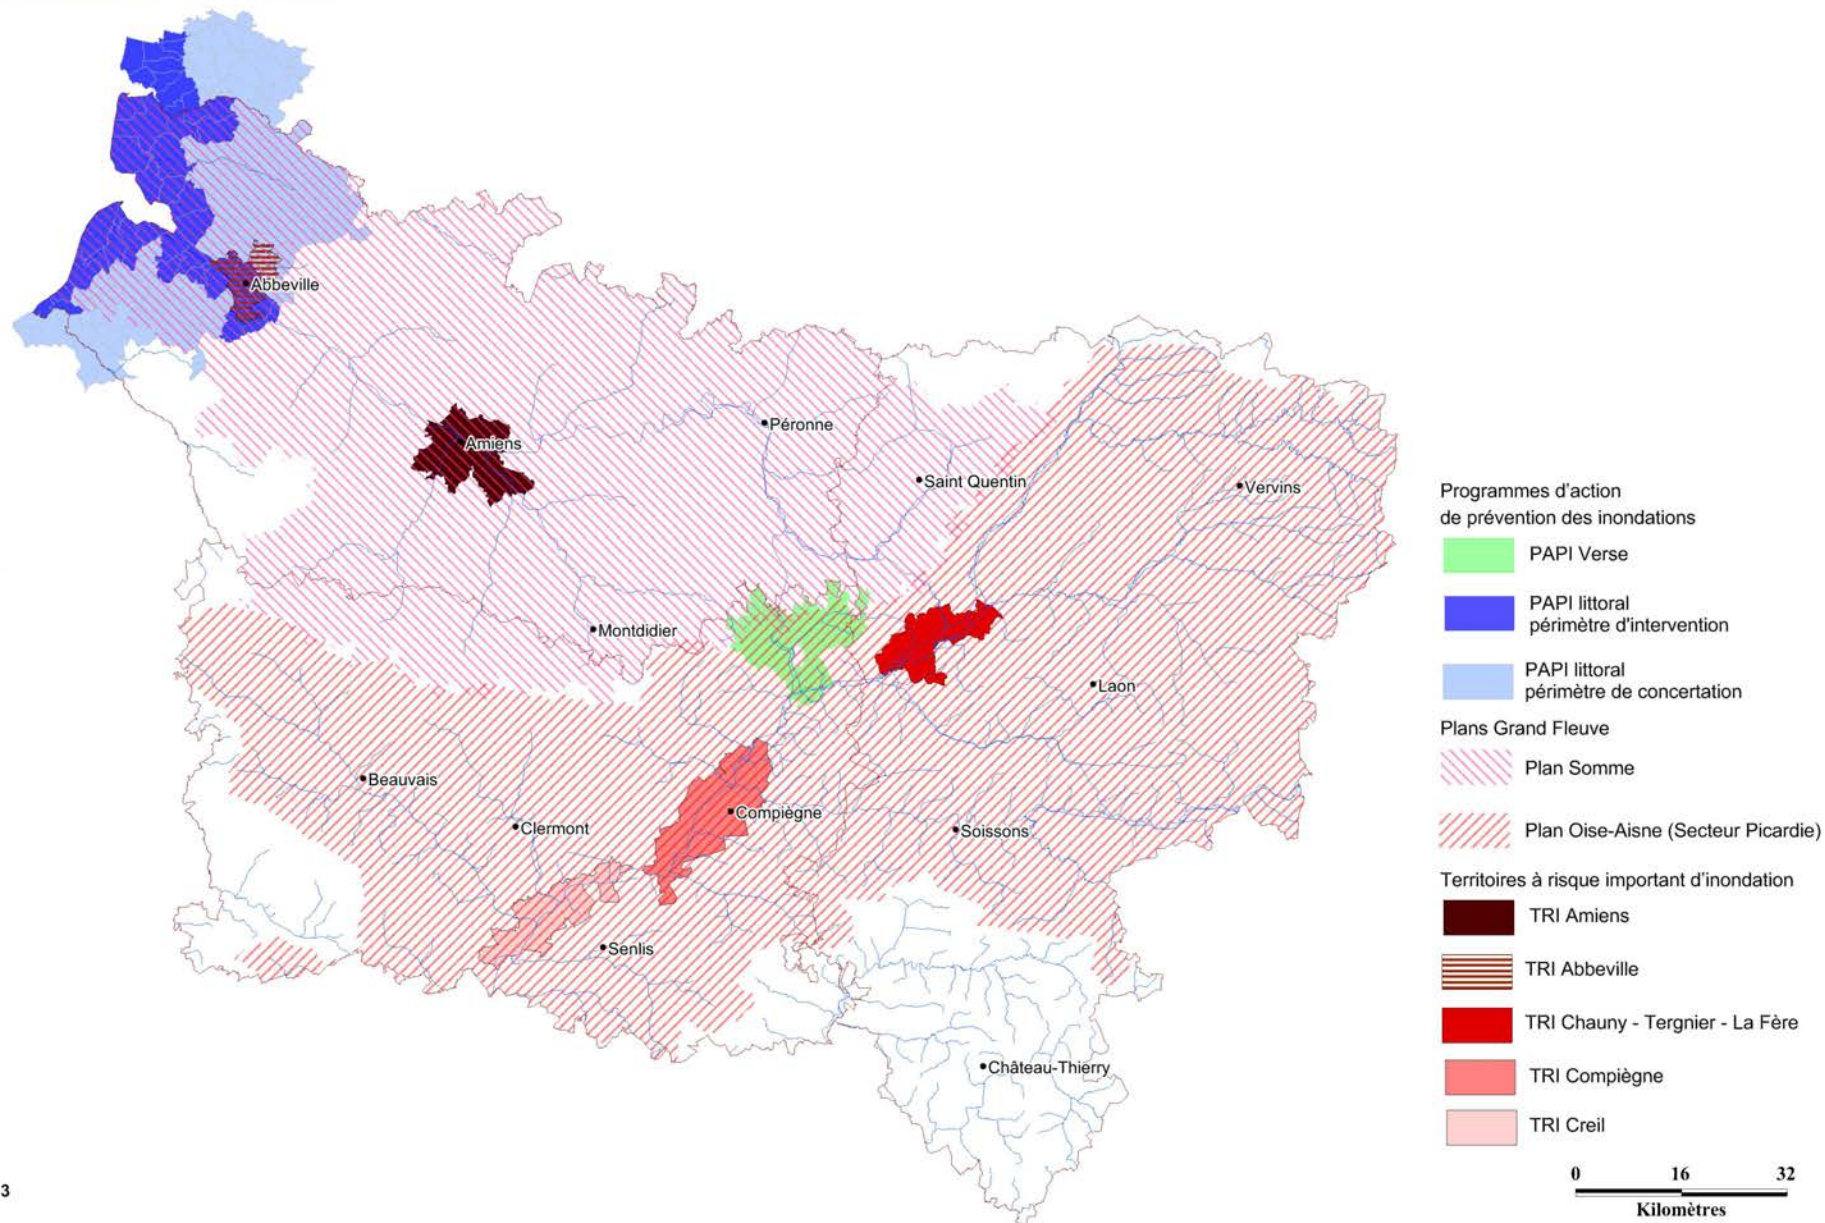 Abbeville
Amiens
Péronne
Saint Quentin
Vervins
Montdidier
Laon
Beauvais
Compiègne
Clermont
Soissons
Senlis
Château-Thierry
Programmes d'action
de prévention des inondations
PAPI Verse
PAPI littoral
périmètre d'intervention
PAPI littoral
périmètre de concertation
Plans Grand Fleuve
Plan Somme
Plan Oise-Aisne (Secteur Picardie)
Territoires à risque important d'inondation
TRI Amiens
TRI Abbeville
TRI Chauny - Tergnier - La Fère
TRI Compiègne
TRI Creil
0 16 32
Kilomètres
3